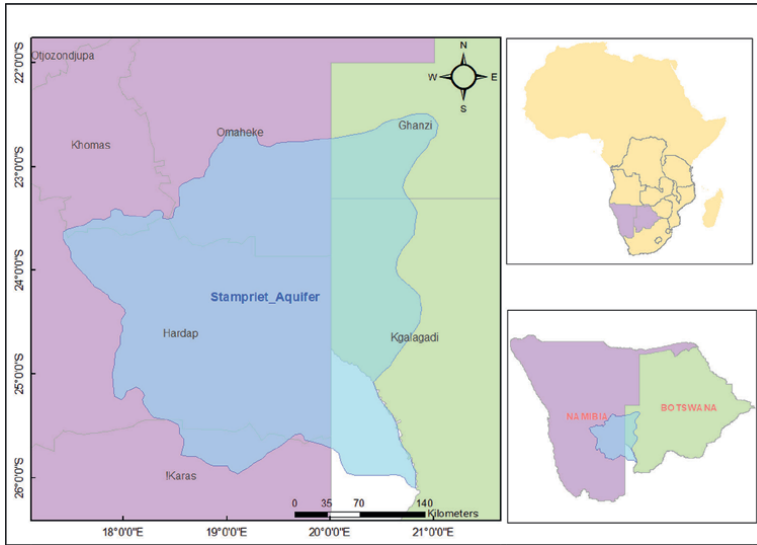 Otjozondjupa
N
W E
S
Omaheke
Ghanzi
Khomas
Stampriet_Aquifer
Hardap
Kgalagadi
!Karas
0 35 70 140
Kilometers
22°0'0"S
23°0'0"S
24°0'0"S
25°0'0"S
26°0'0"S
18°0'0"E
19°0'0"E
20°0'0"E
21°0'0"E
NAMIBIA
BOTSWANA